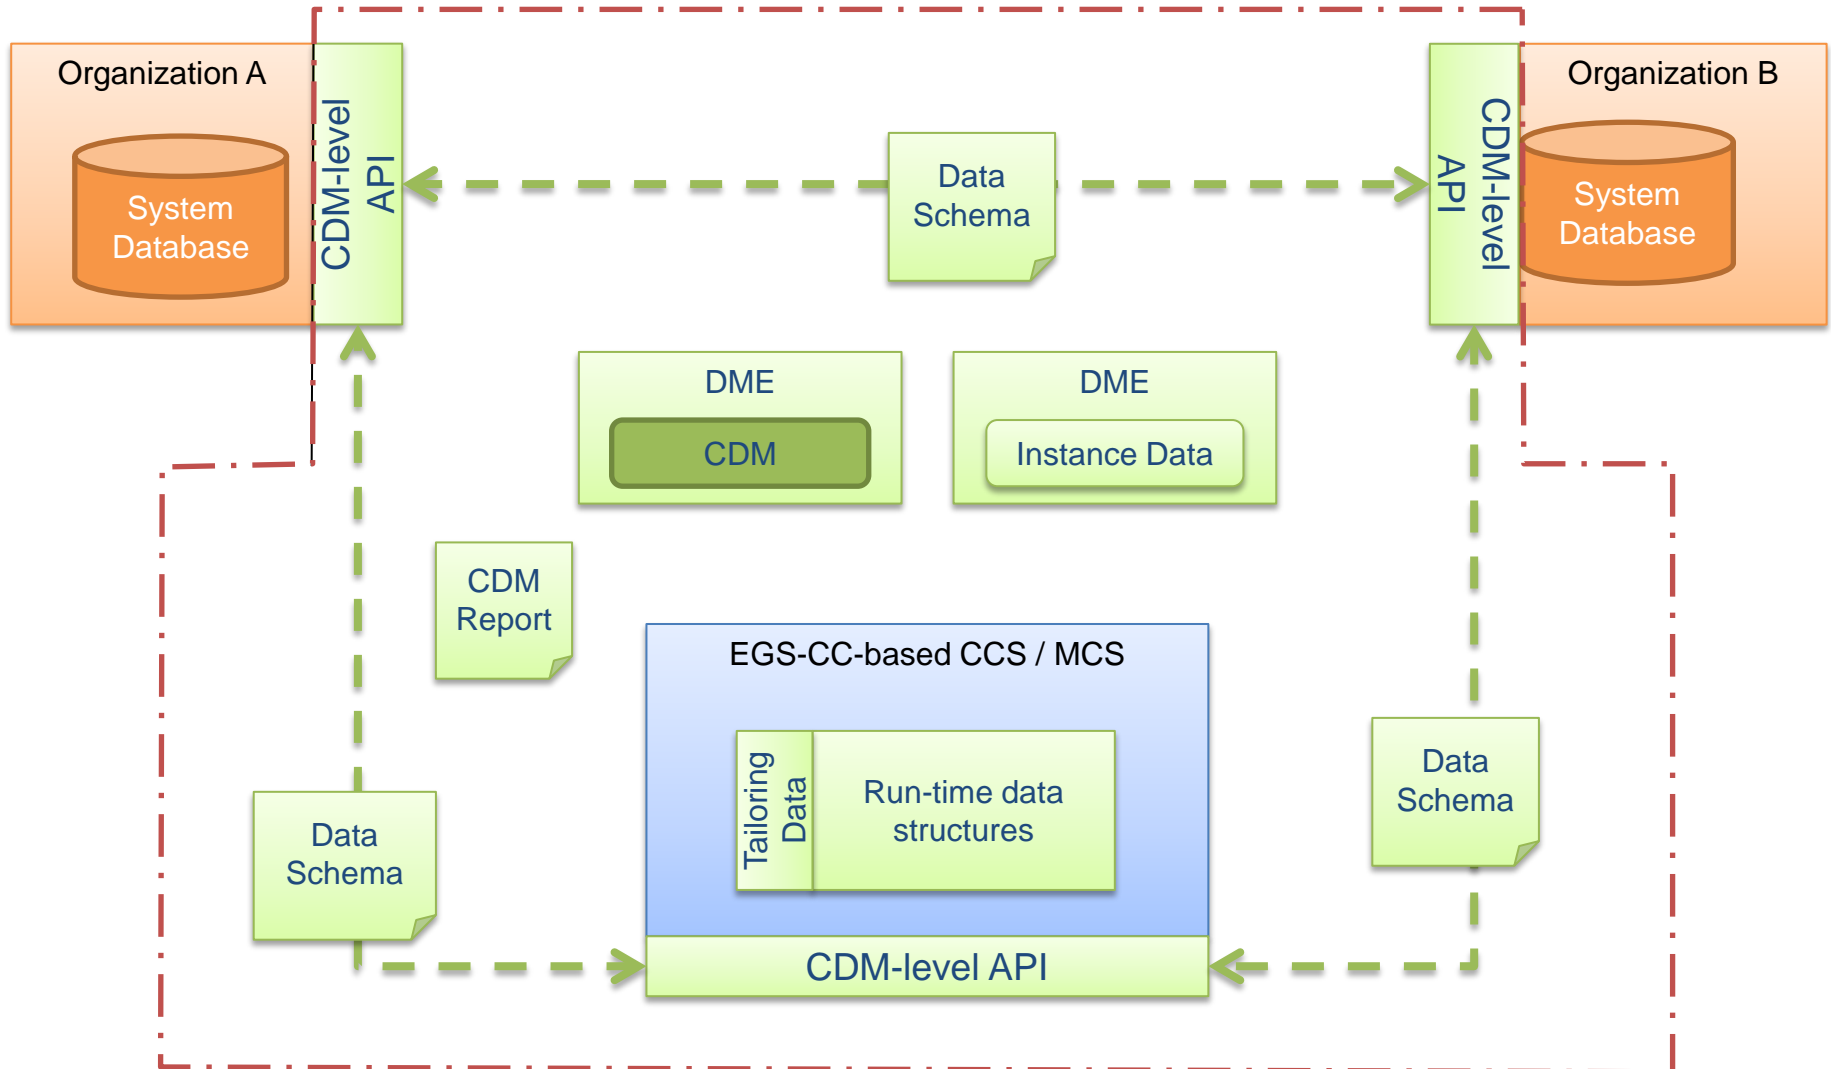 Organization A
System
Database
CDM-level
API
Data
Schema
CDM-level
API
Organization B
System
Database
DME
CDM
DME
Instance Data
CDM
Report
EGS-CC-based CCS / MCS
Tailoring
Data
Run-time data
structures
CDM-level API
Data
Schema
Data
Schema